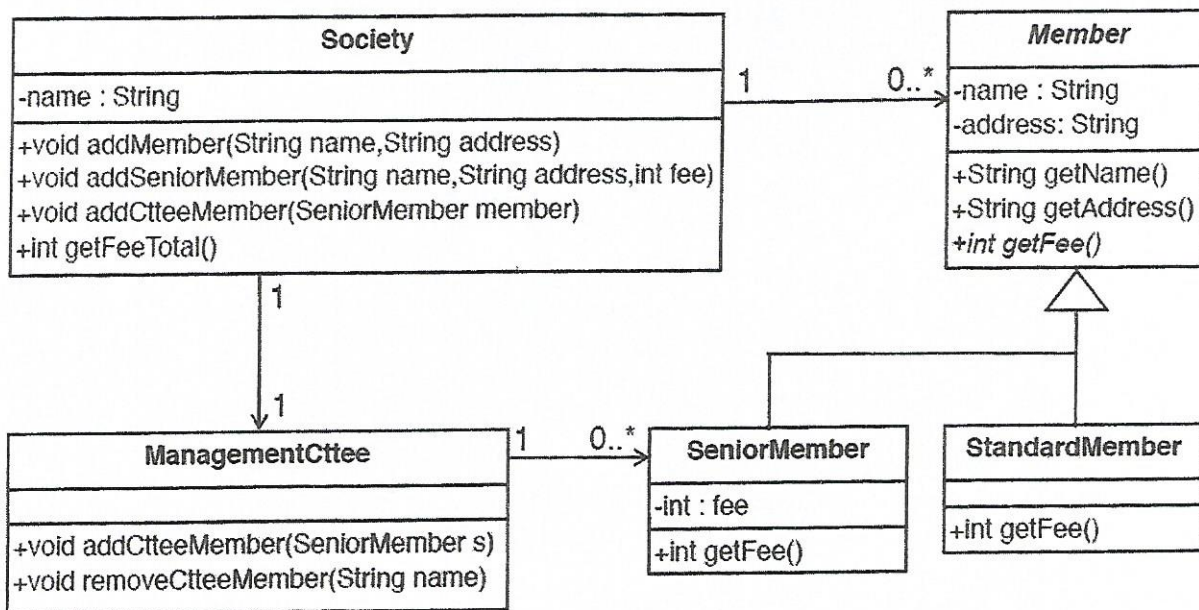 Society
-name : String
+void addMember(String name,String address)
+void addSeniorMember(String name,String address,int fee)
+void addCtteeMember(SeniorMember member)
+int getFeeTotal()
1
0..*
Member
-name : String
-address: String
+String getName()
+String getAddress()
+int getFee()
1
1
ManagementCttee
+void addCtteeMember(SeniorMember s)
+void removeCtteeMember(String name)
1
0..*
SeniorMember
-int : fee
+int getFee()
StandardMember
+int getFee()